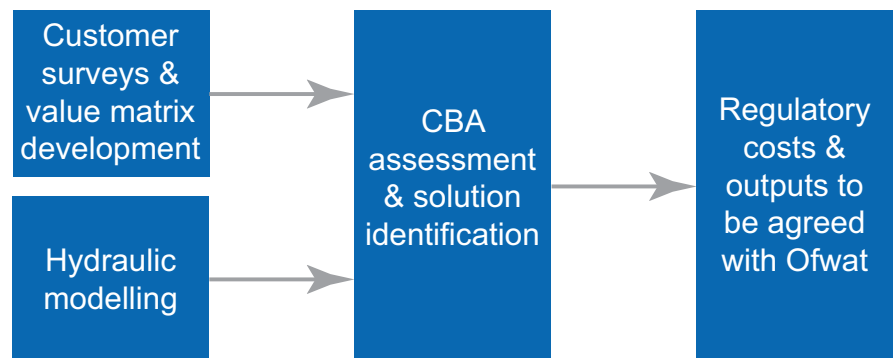 Customer
surveys &
value matrix
development
Hydraulic
modelling
CBA
assessment
& solution
identification
Regulatory
costs &
outputs to
be agreed
with Ofwat